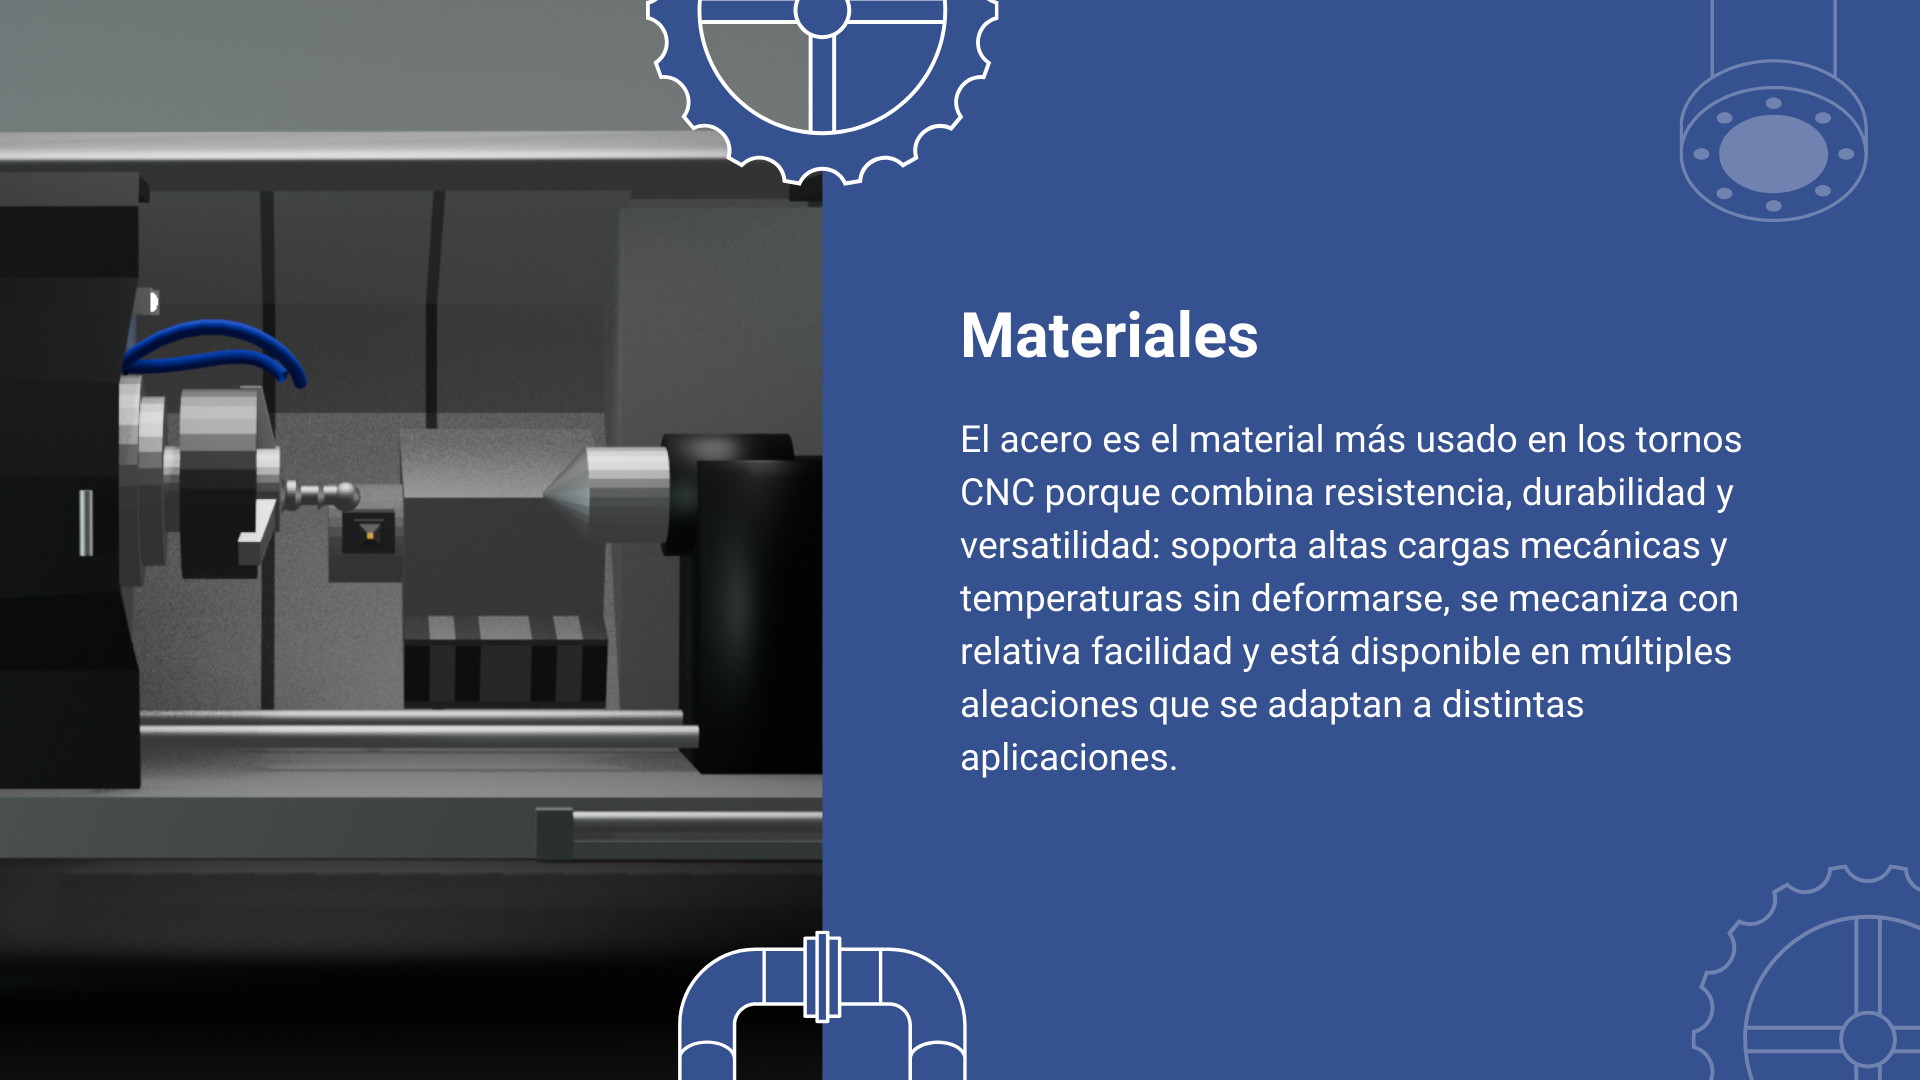 Materiales
El acero es el material más usado en los tornos
CNC porque combina resistencia, durabilidad y
versatilidad: soporta altas cargas mecánicas y
temperaturas sin deformarse, se mecaniza con
relativa facilidad y está disponible en múltiples
aleaciones que se adaptan a distintas
aplicaciones.